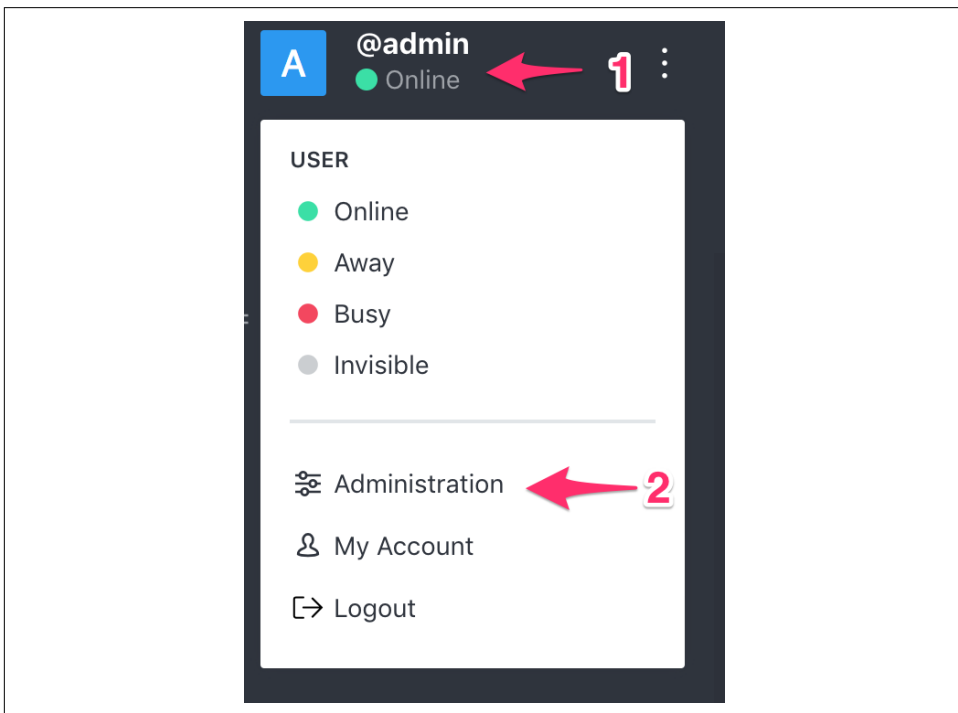 A
@admin
Online
1
USER
Online
Away
Busy
Invisible
Administration
2
My Account
Logout